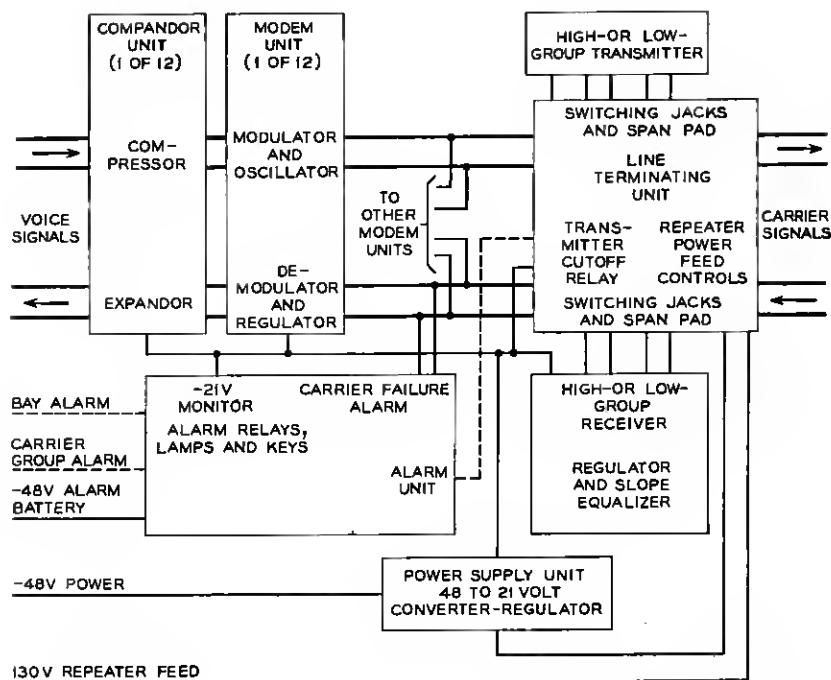 COMPANDOR
UNIT
(1 OF 12)
COM-
PRESSOR
EXPANDOR
MODEM
UNIT
(1 OF 12)
MODULATOR
AND
OSCILLATOR
DE-
MODULATOR
AND
REGULATOR
HIGH-OR LOW-
GROUP TRANSMITTER
SWITCHING JACKS
AND SPAN PAD
LINE
TERMINATING
UNIT
TRANS-
MITTER
CUTOFF
RELAY
REPEATER
POWER
FEED
CONTROLS
SWITCHING JACKS
AND SPAN PAD
VOICE
SIGNALS
TO
OTHER
MODEM
UNITS
CARRIER
SIGNALS
-21V
MONITOR
CARRIER FAILURE
ALARM
ALARM RELAYS,
LAMPS AND KEYS
ALARM
UNIT
HIGH-OR LOW-
GROUP
RECEIVER
REGULATOR
AND SLOPE
EQUALIZER
BAY ALARM
CARRIER
GROUP ALARM
-48V ALARM
BATTERY
-48V POWER
POWER SUPPLY UNIT
48 TO 21 VOLT
CONVERTER-REGULATOR
130V REPEATER FEED